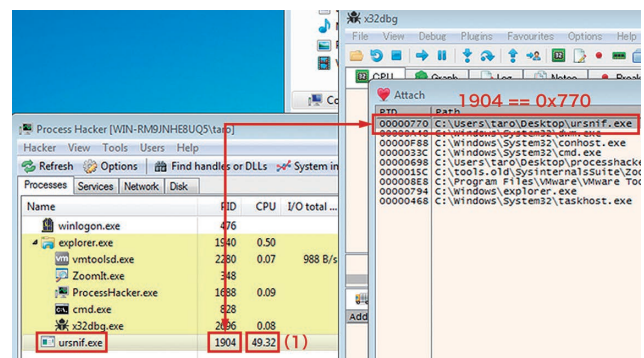 x32dbg
File View Debug Plugins Favourites Options Help
CPU Graph Log Notes Break
Attach
1904 == 0x770
PID Path
00000770 C:\Users\taro\Desktop\ursnif.exe
00000A48 C:\Windows\System32\dwm.exe
00000F88 C:\Windows\System32\conhost.exe
0000033C C:\Windows\System32\cmd.exe
00000698 C:\Users\taro\Desktop\processhacke
0000015C C:\tools.old\SysinternalsSuite\Zoo
000008E8 C:\Program Files\VMware\VMware Too
00000794 C:\Windows\explorer.exe
00000468 C:\Windows\System32\taskhost.exe
Add
Co
Process Hacker [WIN-RM9JNHE8UQ5\taro]
Hacker View Tools Users Help
Refresh Options Find handles or DLLs System in
Processes Services Network Disk
Name PID CPU I/O total ...
winlogon.exe 476
explorer.exe 1940 0.50
vmtoolsd.exe 2280 0.07 988 B/s
ZoomIt.exe 348
ProcessHacker.exe 1688 0.09
cmd.exe 828
x32dbg.exe 2096 0.08
ursnif.exe 1904 49.32 (1)